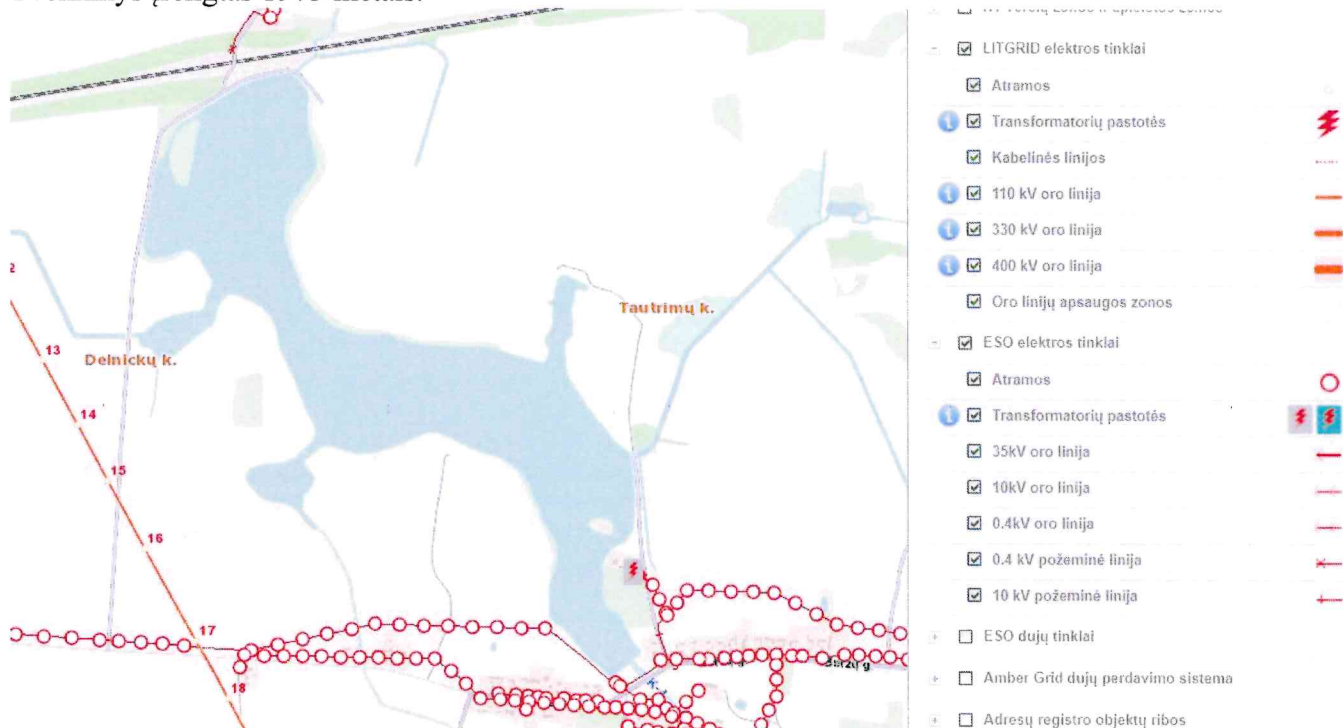 LITGRID elektros tinklai
Atramos
Transformatorių pastotės
Kabelinės linijos
110 kV oro linija
330 kV oro linija
400 kV oro linija
Oro linijų apsaugos zonos
ESO elektros tinklai
Atramos
Transformatorių pastotės
35kV oro linija
10kV oro linija
0.4kV oro linija
0.4 kV požeminė linija
10 kV požeminė linija
ESO dujų tinklai
Amber Grid dujų perdavimo sistema
Adresų registro objektų ribos
2
Tautrimų k.
13
Delnickų k.
14
15
16
17
18